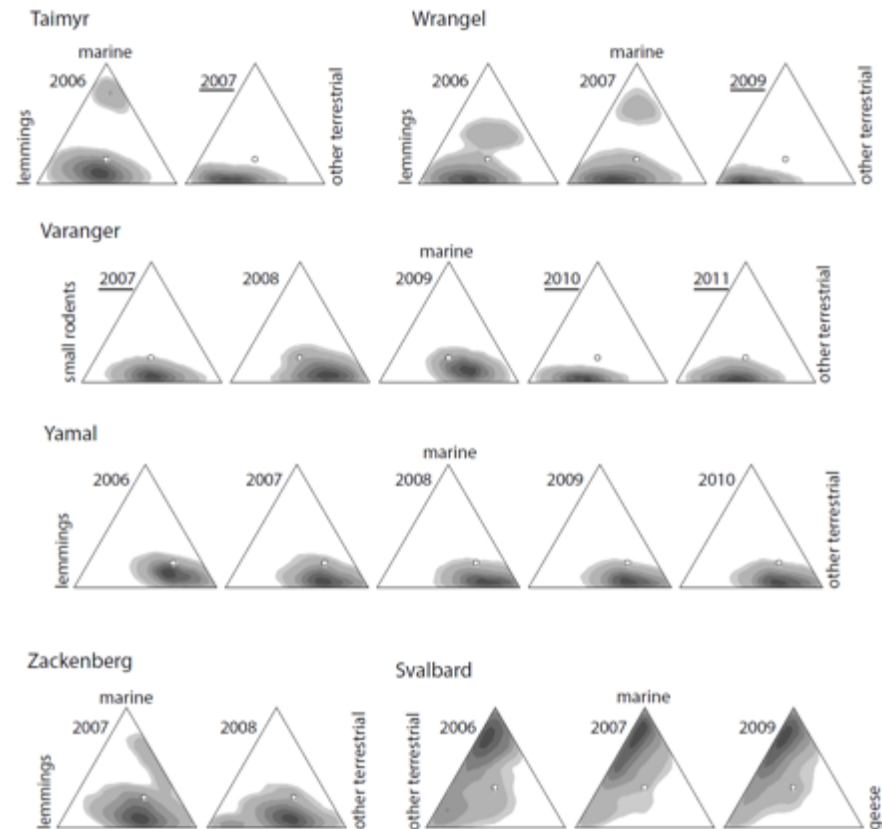 Taimyr
Wrangel
marine
2006
2007
2006
2007
2009
lemmings
other terrestrial
lemmings
other terrestrial
Varanger
marine
2007
2008
2009
2010
2011
small rodents
other terrestrial
Yamal
marine
2006
2007
2008
2009
2010
lemmings
other terrestrial
Zackenberg
Svalbard
marine
marine
2007
2008
2006
2007
2009
lemmings
other terrestrial
other terrestrial
geese